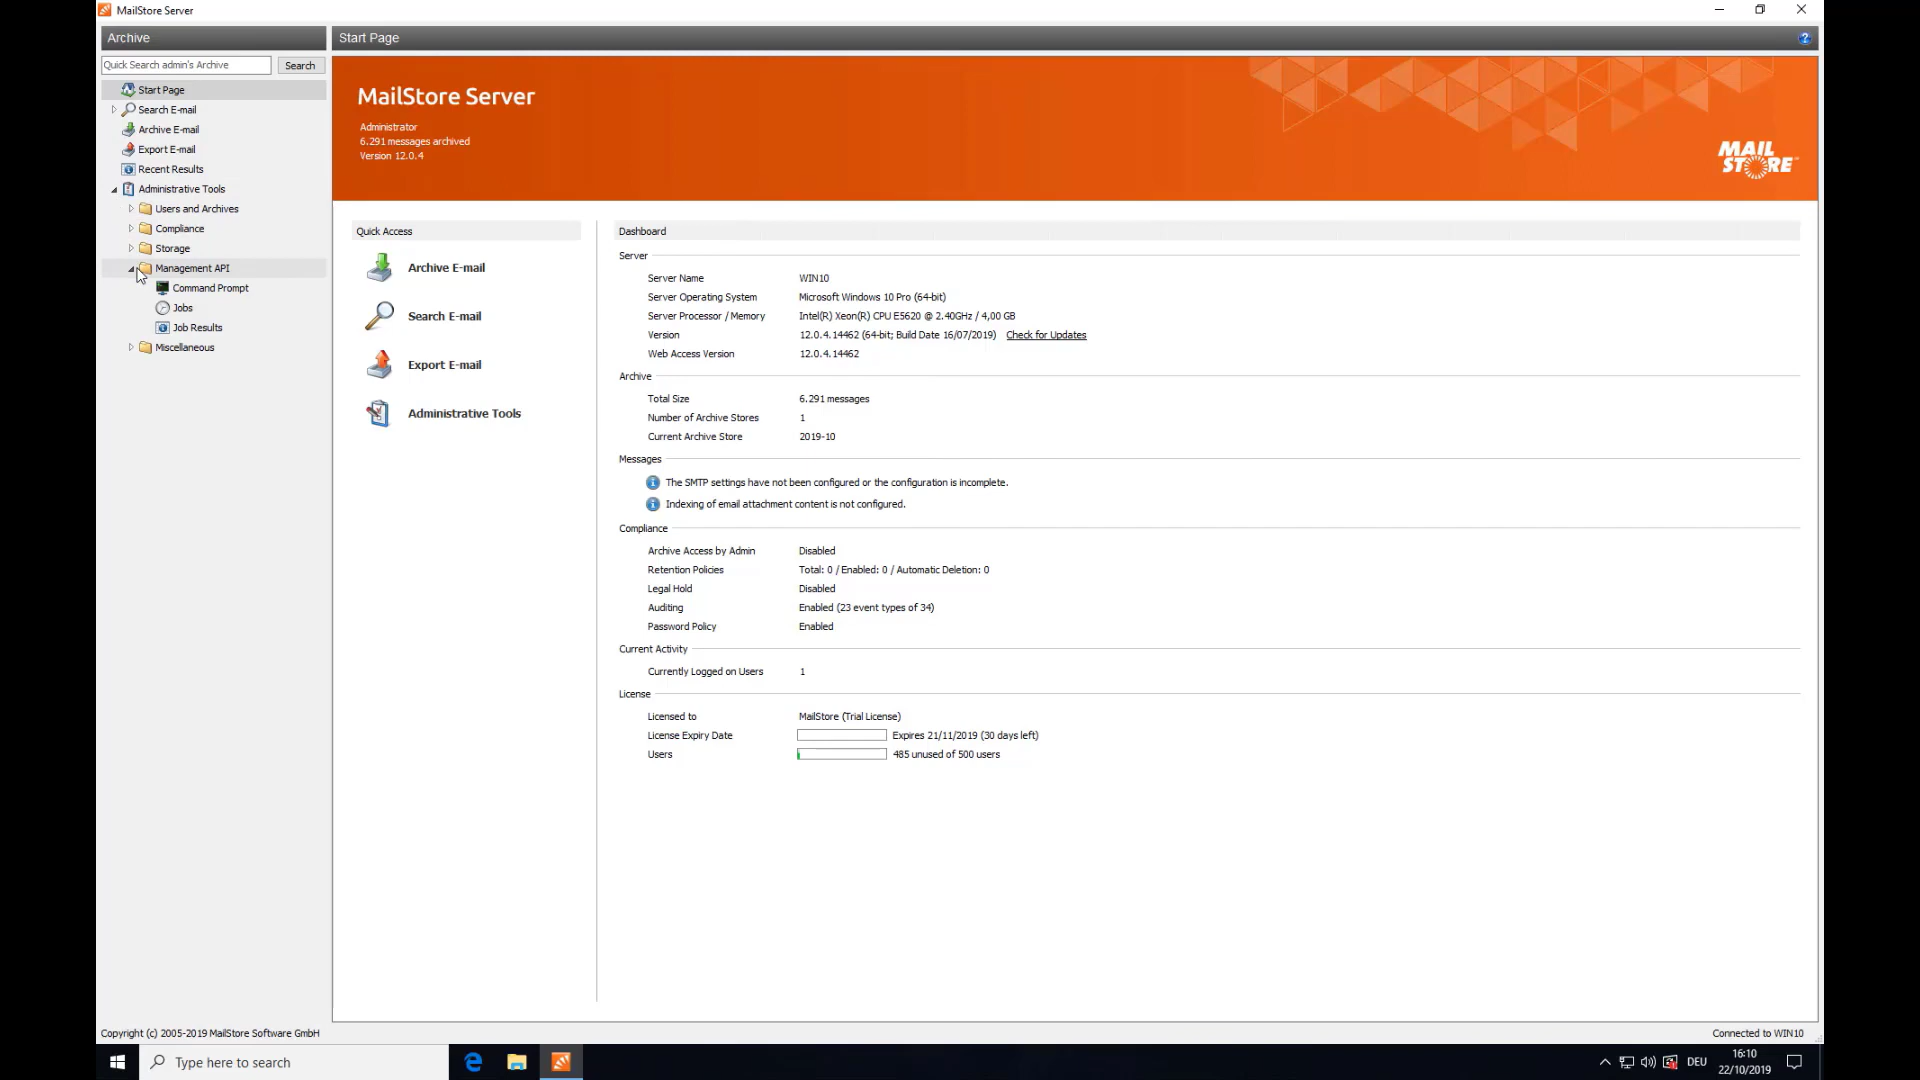 MailStore Server
Archive
Start Page
Quick Search admin's Archive
Search
Start Page
Search E-mail
Archive E-mail
Export E-mail
Recent Results
Administrative Tools
Users and Archives
Compliance
Storage
Management API
Command Prompt
Jobs
Job Results
Miscellaneous
MailStore Server
Administrator
6.291 messages archived
Version 12.0.4
MAIL
STORE
Quick Access
Archive E-mail
Search E-mail
Export E-mail
Administrative Tools
Dashboard
Server
Server Name WIN10
Server Operating System Microsoft Windows 10 Pro (64-bit)
Server Processor / Memory Intel(R) Xeon(R) CPU E5620 @ 2.40GHz / 4,00 GB
Version 12.0.4.14462 (64-bit; Build Date 16/07/2019) Check for Updates
Web Access Version 12.0.4.14462
Archive
Total Size 6.291 messages
Number of Archive Stores 1
Current Archive Store 2019-10
Messages
The SMTP settings have not been configured or the configuration is incomplete.
Indexing of email attachment content is not configured.
Compliance
Archive Access by Admin Disabled
Retention Policies Total: 0 / Enabled: 0 / Automatic Deletion: 0
Legal Hold Disabled
Auditing Enabled (23 event types of 34)
Password Policy Enabled
Current Activity
Currently Logged on Users 1
License
Licensed to MailStore (Trial License)
License Expiry Date Expires 21/11/2019 (30 days left)
Users 485 unused of 500 users
Copyright (c) 2005-2019 MailStore Software GmbH
Connected to WIN10
Type here to search
DEU
16:10
22/10/2019